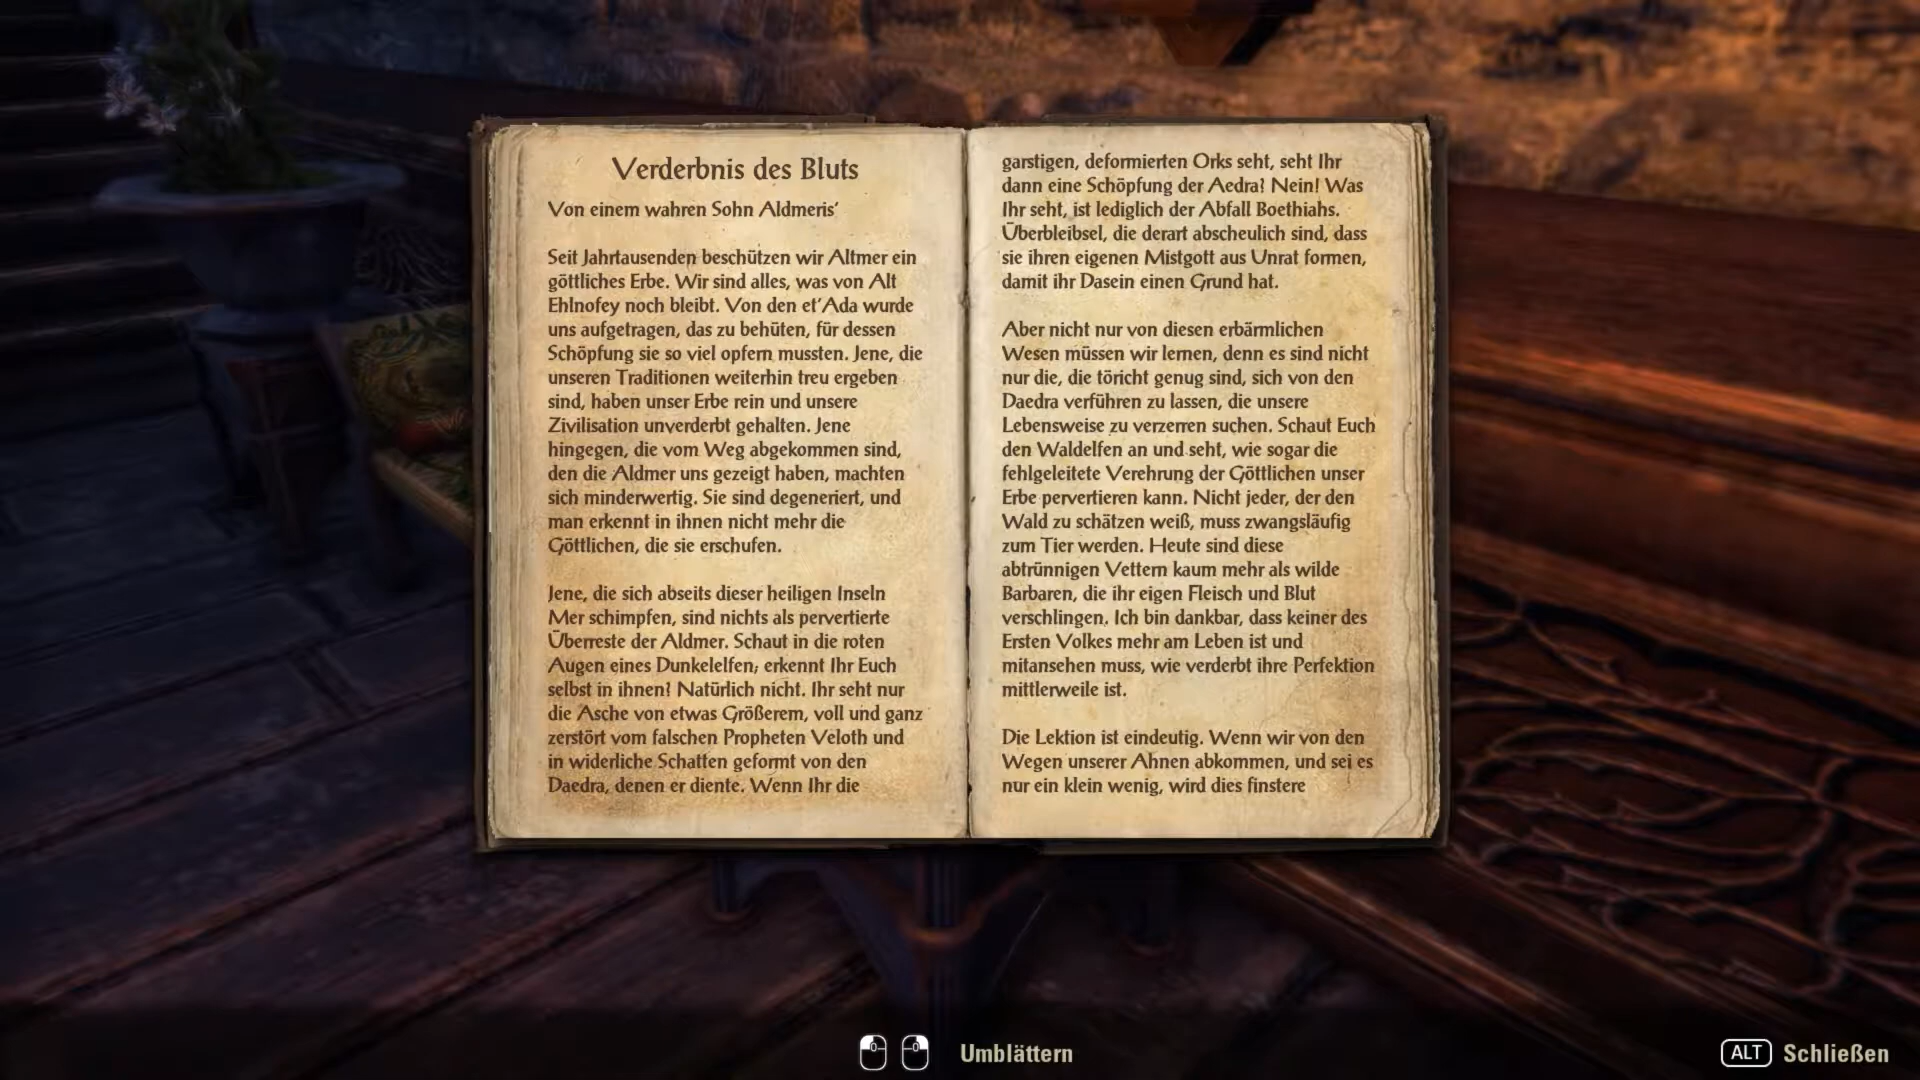 Verderbnis des Bluts
Von einem wahren Sohn Aldmeris'
Seit Jahrtausenden beschützen wir Altmer ein
göttliches Erbe. Wir sind alles, was von Alt
Ehlnofey noch bleibt. Von den et'Ada wurde
uns aufgetragen, das zu behüten, für dessen
Schöpfung sie so viel opfern mussten. Jene, die
unseren Traditionen weiterhin treu ergeben
sind, haben unser Erbe rein und unsere
Zivilisation unverderbt gehalten. Jene
hingegen, die vom Weg abgekommen sind,
den die Aldmer uns gezeigt haben, machten
sich minderwertig. Sie sind degeneriert, und
man erkennt in ihnen nicht mehr die
Göttlichen, die sie erschufen.
Jene, die sich abseits dieser heiligen Inseln
Mer schimpfen, sind nichts als pervertierte
Überreste der Aldmer. Schaut in die roten
Augen eines Dunkelelfen; erkennt Ihr Euch
selbst in ihnen? Natürlich nicht. Ihr seht nur
die Asche von etwas Größerem, voll und ganz
zerstört vom falschen Propheten Veloth und
in widerliche Schatten geformt von den
Daedra, denen er diente. Wenn Ihr die
garstigen, deformierten Orks seht, seht Ihr
dann eine Schöpfung der Aedra? Nein! Was
Ihr seht, ist lediglich der Abfall Boethiahs.
Überbleibsel, die derart abscheulich sind, dass
sie ihren eigenen Mistgott aus Unrat formen,
damit ihr Dasein einen Grund hat.
Aber nicht nur von diesen erbärmlichen
Wesen müssen wir lernen, denn es sind nicht
nur die, die töricht genug sind, sich von den
Daedra verführen zu lassen, die unsere
Lebensweise zu verzerren suchen. Schaut Euch
den Waldelfen an und seht, wie sogar die
fehlgeleitete Verehrung der Göttlichen unser
Erbe pervertieren kann. Nicht jeder, der den
Wald zu schätzen weiß, muss zwangsläufig
zum Tier werden. Heute sind diese
abtrünnigen Vettern kaum mehr als wilde
Barbaren, die ihr eigen Fleisch und Blut
verschlingen. Ich bin dankbar, dass keiner des
Ersten Volkes mehr am Leben ist und
mitansehen muss, wie verderbt ihre Perfektion
mittlerweile ist.
Die Lektion ist eindeutig. Wenn wir von den
Wegen unserer Ahnen abkommen, und sei es
nur ein klein wenig, wird dies finstere
Umblättern
ALT Schließen